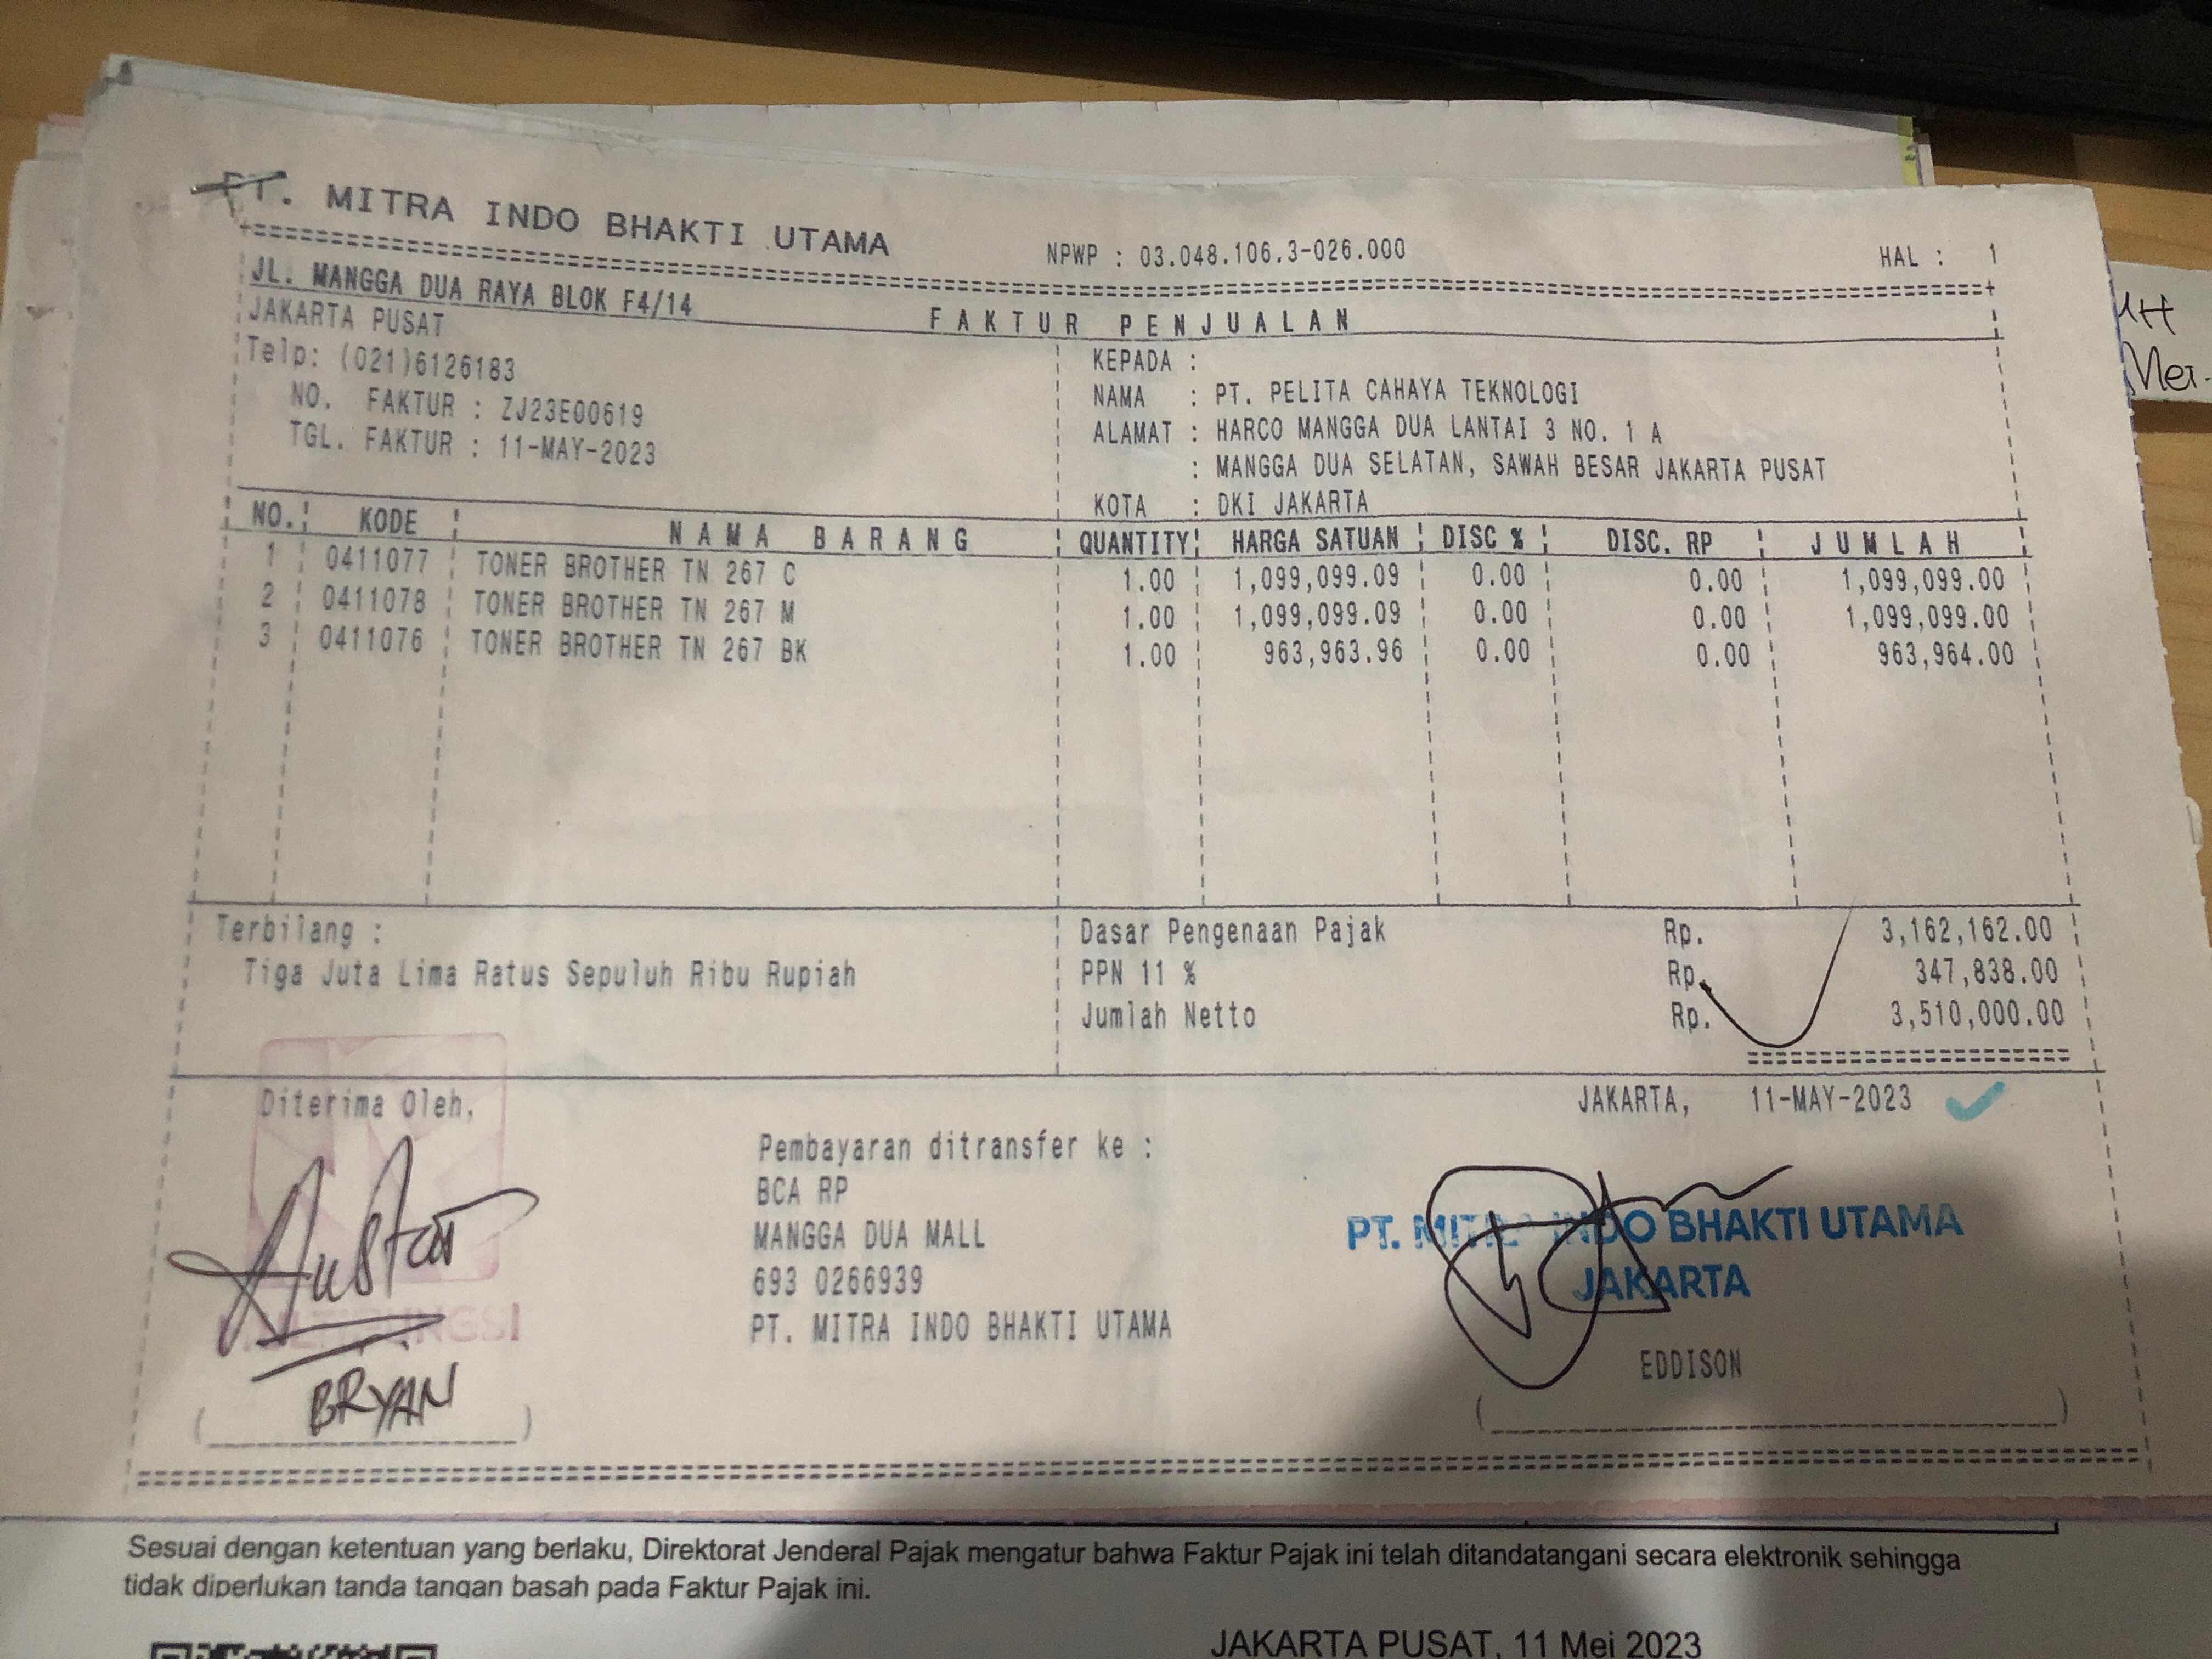 PT. MITRA INDO BHAKTI UTAMA
NPWP : 03.048.106.3-026.000 HAL : 1
JL. MANGGA DUA RAYA BLOK F4/14
JAKARTA PUSAT
Telp: (021)6126183
NO. FAKTUR : ZJ23E00619
TGL. FAKTUR : 11-MAY-2023
FAKTUR PENJUALAN
KEPADA :
NAMA : PT. PELITA CAHAYA TEKNOLOGI
ALAMAT : HARCO MANGGA DUA LANTAI 3 NO. 1 A
: MANGGA DUA SELATAN, SAWAH BESAR JAKARTA PUSAT
KOTA : DKI JAKARTA
NO. KODE NAMA BARANG QUANTITY HARGA SATUAN DISC % DISC. RP JUMLAH
1 0411077 TONER BROTHER TN 267 C 1.00 1,099,099.09 0.00 0.00 1,099,099.00
2 0411078 TONER BROTHER TN 267 M 1.00 1,099,099.09 0.00 0.00 1,099,099.00
3 0411076 TONER BROTHER TN 267 BK 1.00 963,963.96 0.00 0.00 963,964.00
Terbilang :
Tiga Juta Lima Ratus Sepuluh Ribu Rupiah
Dasar Pengenaan Pajak Rp. 3,162,162.00
PPN 11 % Rp. 347,838.00
Jumlah Netto Rp. 3,510,000.00
Diterima Oleh,
BRYAN
Pembayaran ditransfer ke :
BCA RP
MANGGA DUA MALL
693 0266939
PT. MITRA INDO BHAKTI UTAMA
JAKARTA, 11-MAY-2023
PT. MITRA INDO BHAKTI UTAMA
JAKARTA
EDDISON
Sesuai dengan ketentuan yang berlaku, Direktorat Jenderal Pajak mengatur bahwa Faktur Pajak ini telah ditandatangani secara elektronik sehingga
tidak diperlukan tanda tangan basah pada Faktur Pajak ini.
JAKARTA PUSAT, 11 Mei 2023